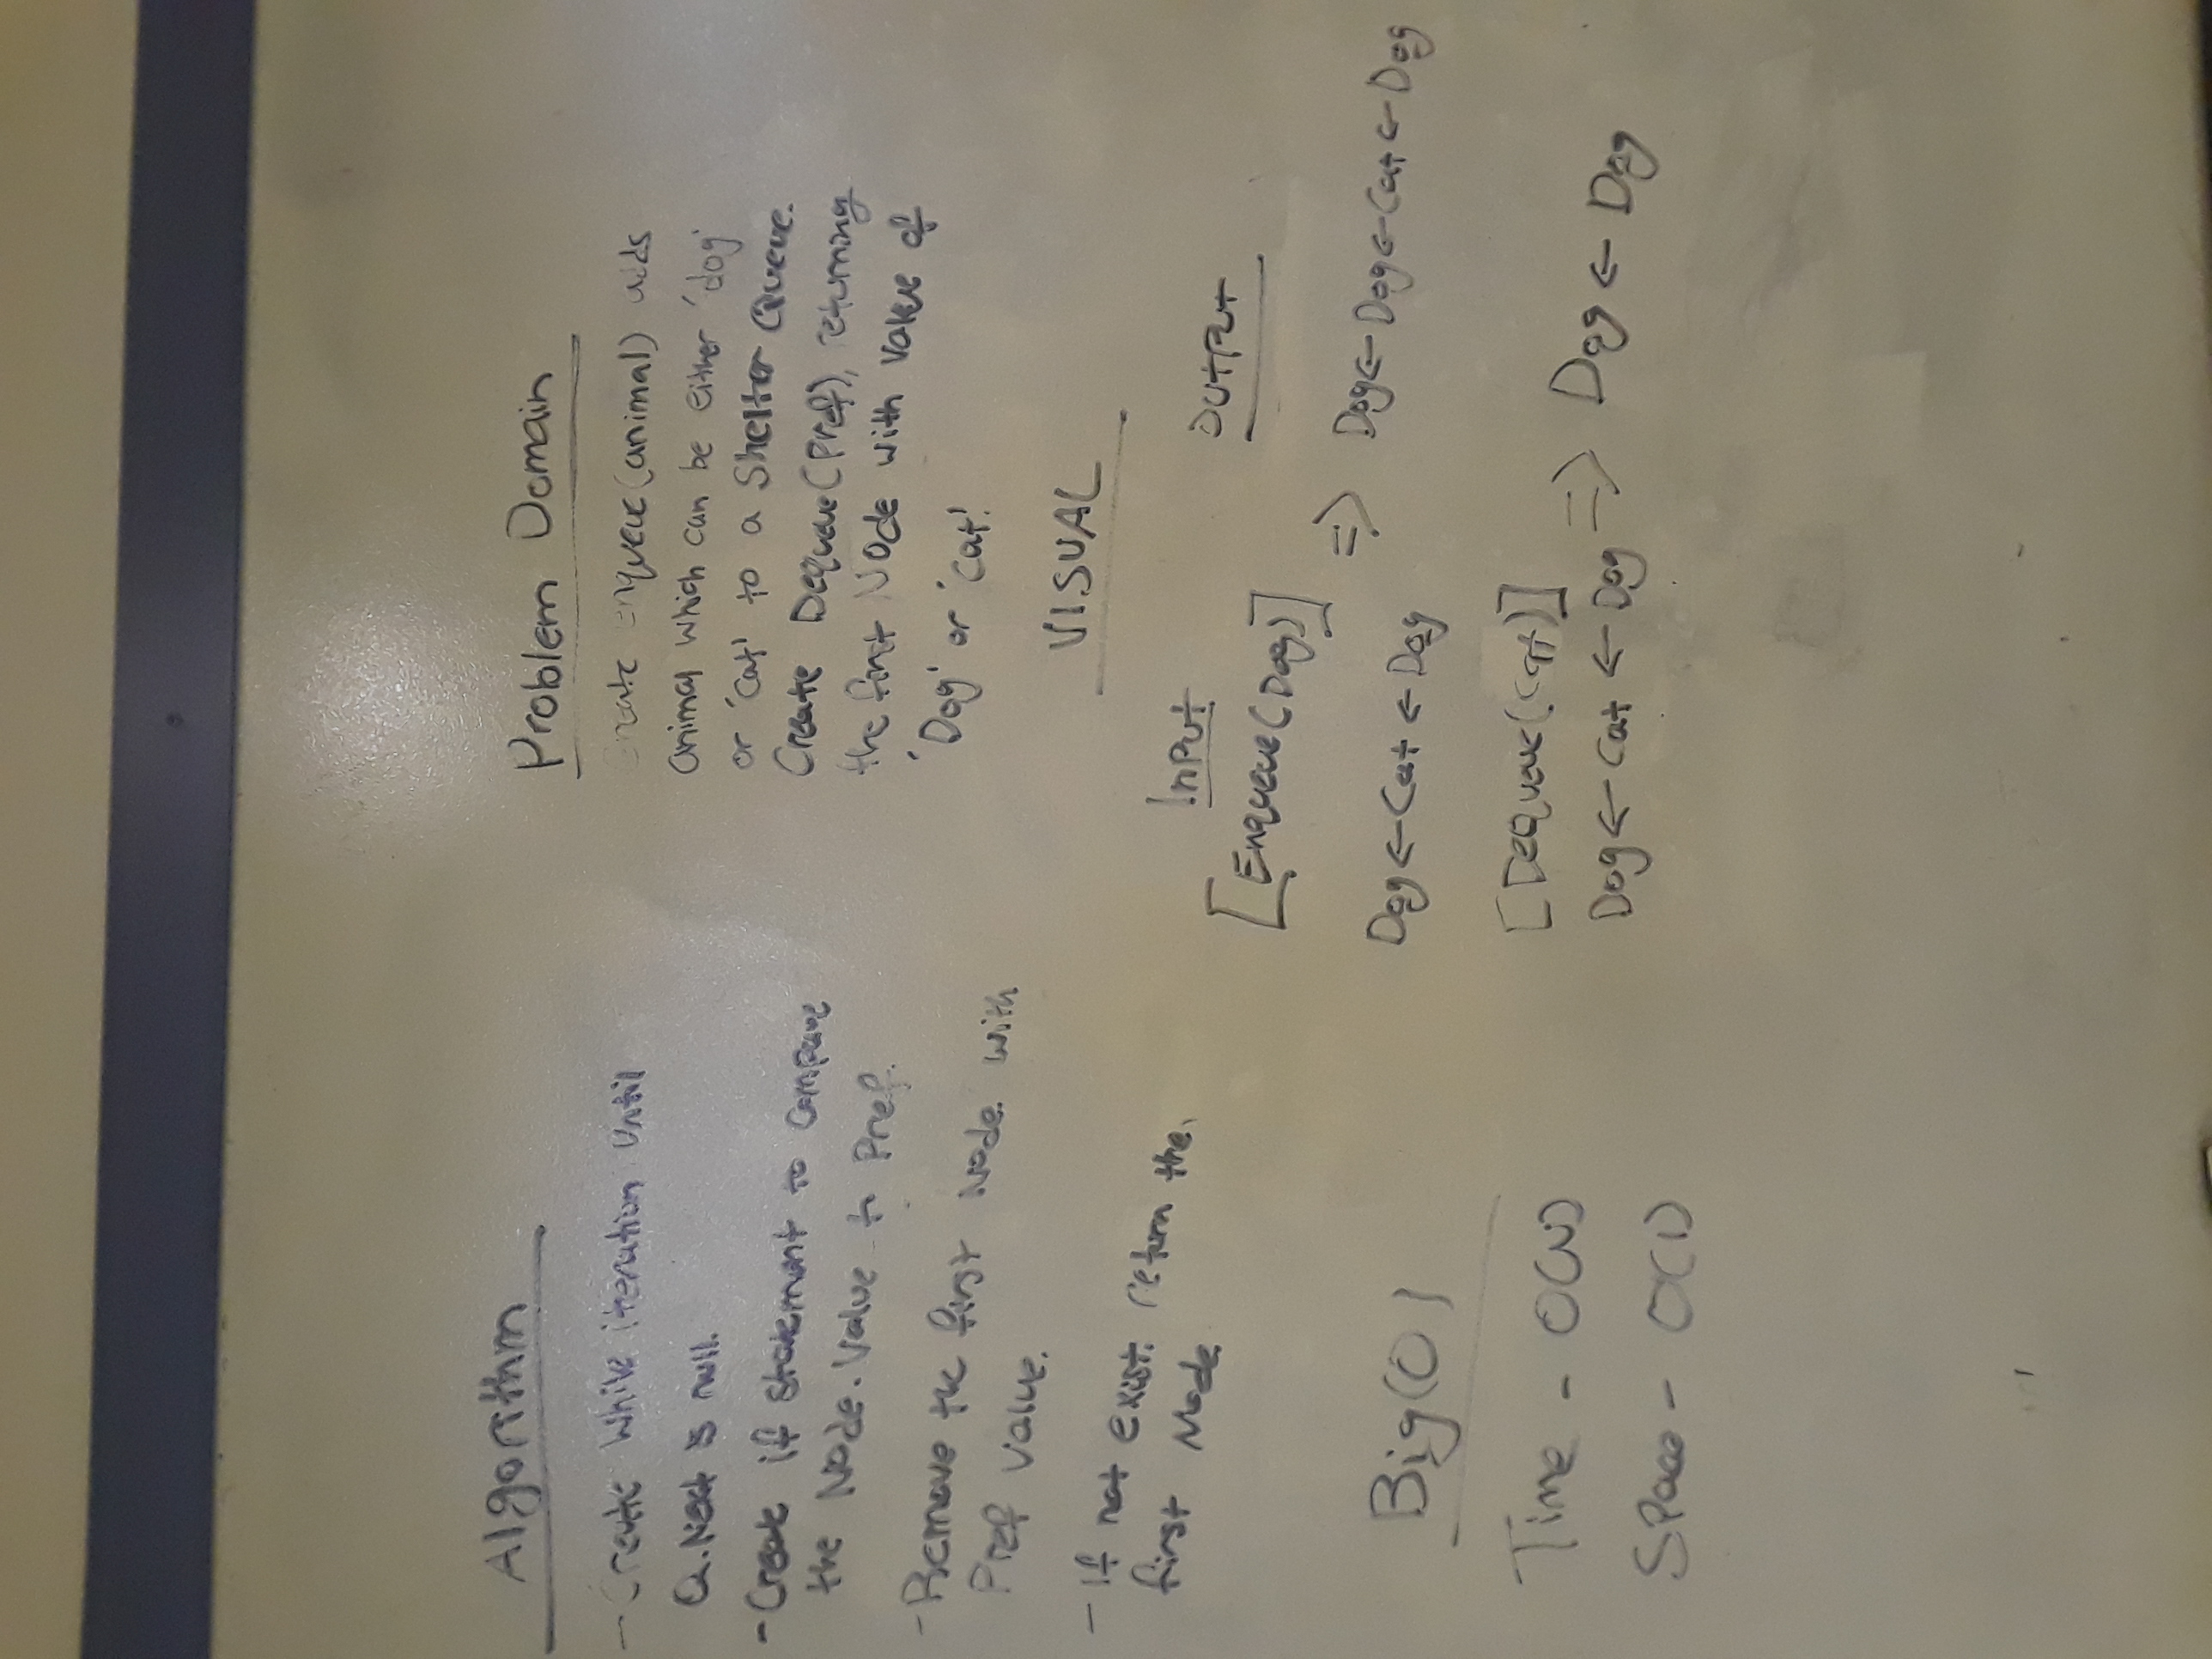 Algorithm
- Create While iteration Until
Q.Next is null.
- Create if statement to Compare
the Node.Value to Pref.
- Remove the first Node. With
Pref Value.
- If not exist. return the.
first Node
Big(O)
Time - O(N)
Space - O(1)
Problem Domain
Create enqueue(animal) adds
animal which can be either 'dog'
or 'cat' to a Shelter Queue.
Create Dequeue(Pref), returning
the first Node with value of
'Dog' or 'cat'.
VISUAL
Input
[Enqueue(Dog)]
Dog ← Cat ← Dog
=>
Output
Dog ← Dog ← Cat ← Dog
[Dequeue(Cat)]
Dog ← Cat ← Dog => Dog ← Dog